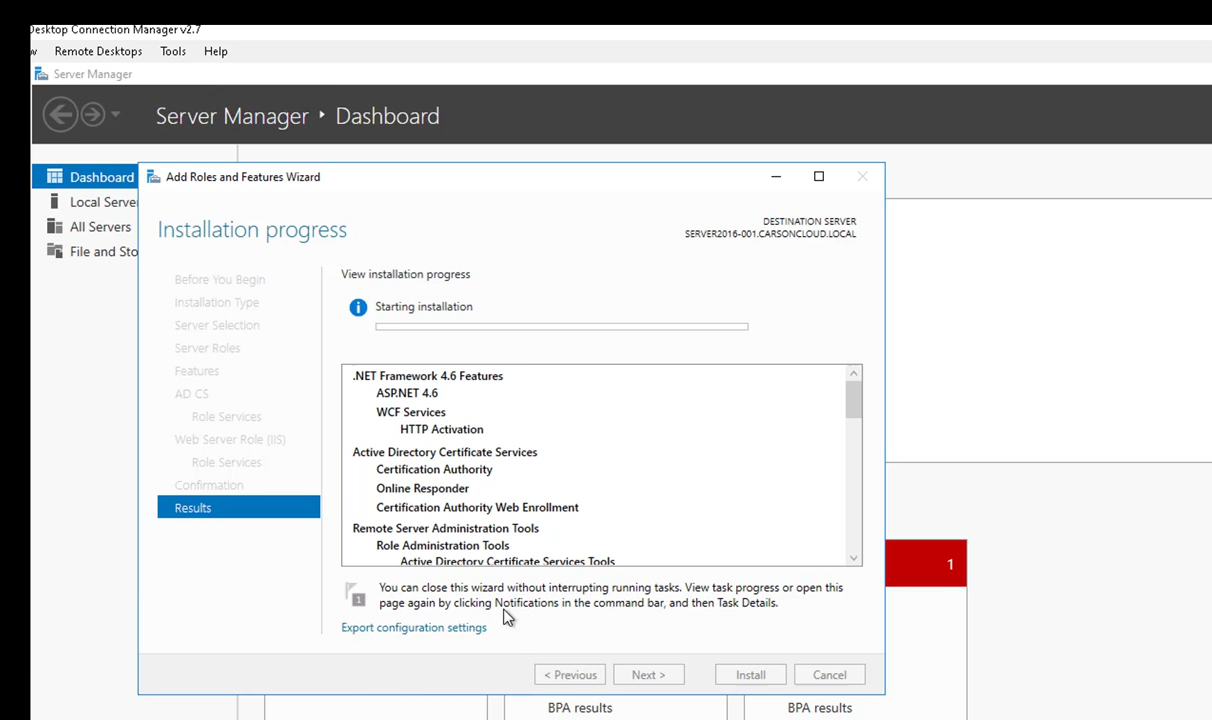 Desktop Connection Manager v2.7
Remote Desktops Tools Help
Server Manager
Server Manager Dashboard
Dashboard
Local Serve
All Servers
File and Sto
Add Roles and Features Wizard
Installation progress
DESTINATION SERVER
SERVER2016-001.CARSONCLOUD.LOCAL
Before You Begin
Installation Type
Server Selection
Server Roles
Features
AD CS
Role Services
Web Server Role (IIS)
Role Services
Confirmation
Results
View installation progress
Starting installation
.NET Framework 4.6 Features
ASP.NET 4.6
WCF Services
HTTP Activation
Active Directory Certificate Services
Certification Authority
Online Responder
Certification Authority Web Enrollment
Remote Server Administration Tools
Role Administration Tools
Active Directory Certificate Services Tools
1
You can close this wizard without interrupting running tasks. View task progress or open this
page again by clicking Notifications in the command bar, and then Task Details.
Export configuration settings
< Previous Next > Install Cancel
1
BPA results BPA results